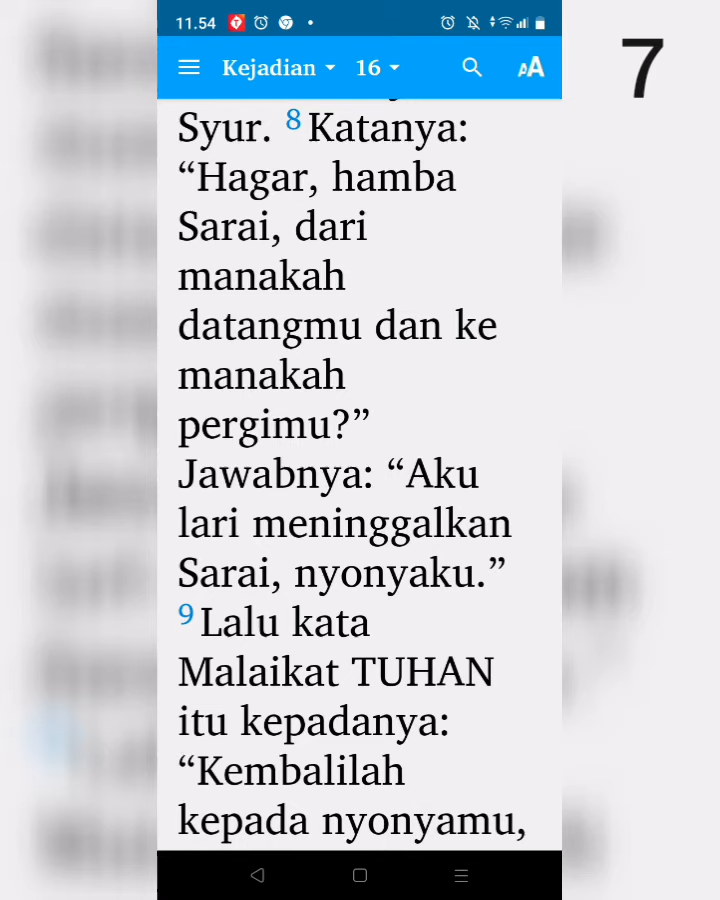 11.54
7
Kejadian 16 AA
Syur. 8 Katanya:
“Hagar, hamba
Sarai, dari
manakah
datangmu dan ke
manakah
pergimu?”
Jawabnya: “Aku
lari meninggalkan
Sarai, nyonyaku.”
9 Lalu kata
Malaikat TUHAN
itu kepadanya:
“Kembalilah
kepada nyonyamu,